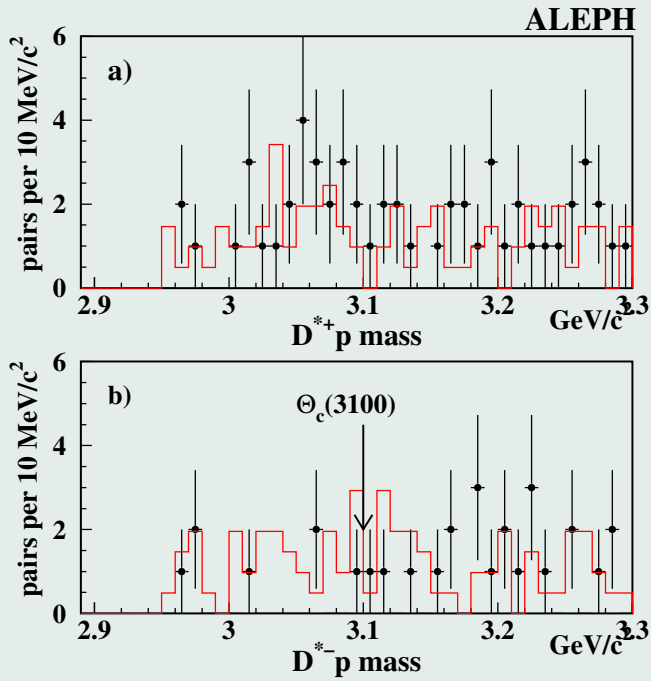 ALEPH
pairs per 10 MeV/c²
a)
6
4
2
0
2.9 3 3.1 3.2 3.3
D*+p mass
GeV/c²
pairs per 10 MeV/c²
b)
Θc(3100)
6
4
2
0
2.9 3 3.1 3.2 3.3
D*−p mass
GeV/c²